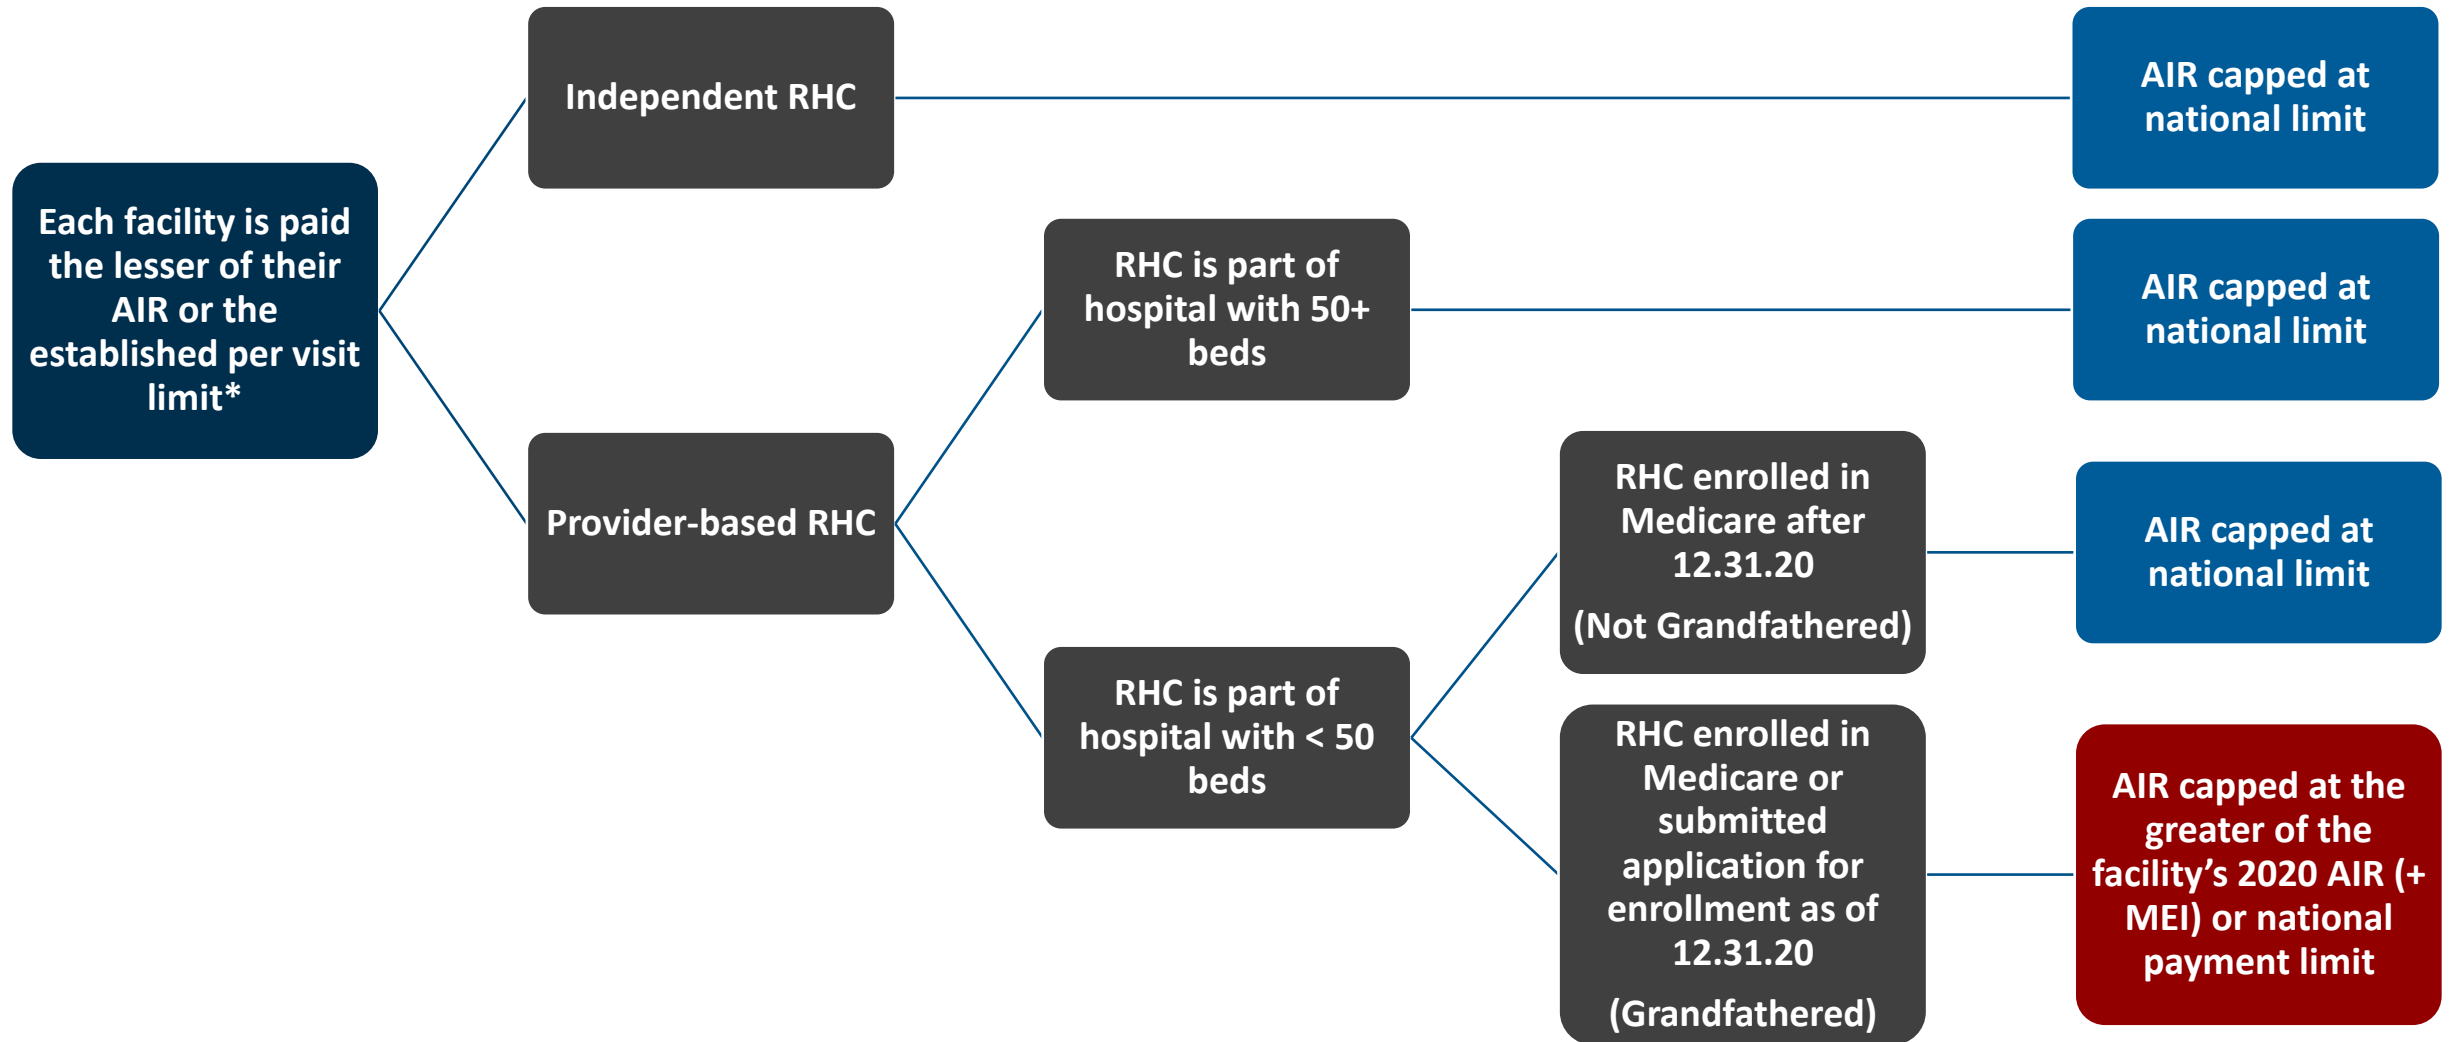 Each facility is paid
the lesser of their
AIR or the
established per visit
limit*
Independent RHC
AIR capped at
national limit
Provider-based RHC
RHC is part of
hospital with 50+
beds
AIR capped at
national limit
RHC is part of
hospital with < 50
beds
RHC enrolled in
Medicare after
12.31.20
(Not Grandfathered)
AIR capped at
national limit
RHC enrolled in
Medicare or
submitted
application for
enrollment as of
12.31.20
(Grandfathered)
AIR capped at the
greater of the
facility’s 2020 AIR (+
MEI) or national
payment limit